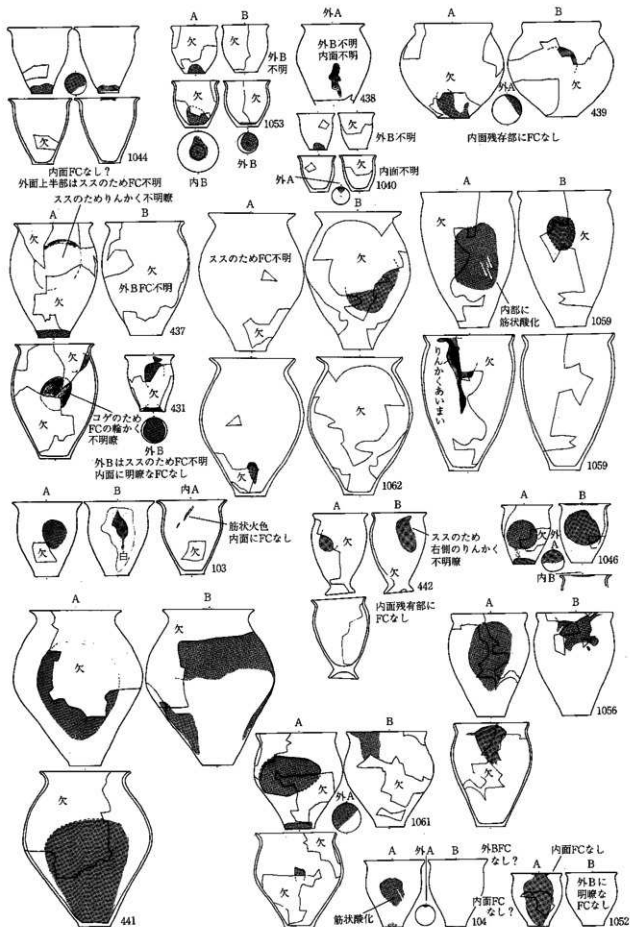 A
B
欠
欠
外B
不明
欠
欠
1053
内B
外B
欠
1044
内面FCなし？
外面上半部はススのためFC不明
ススのためりんかく不明瞭
外A
外B不明
内面不明
438
外B不明
内面不明
外A
1040
A
B
欠
欠
外A
439
内面残存部にFCなし
A
B
欠
欠
欠
外BFC不明
437
欠
欠
コゲのため
FCの輪かく
不明瞭
欠
431
外B
外BはススのためFC不明
内面に明瞭なFCなし
A
B
ススのためFC不明
欠
欠
欠
欠
1062
A
B
欠
欠
内部に
筋状酸化
1059
りんかくあいまい
欠
1059
A
B
内A
欠
白
欠
筋状火色
内面にFCなし
103
A
B
欠
欠
442
ススのため
右側のりんかく
不明瞭
内面残有部に
FCなし
A
B
欠
外
A
内B
1046
A
B
欠
欠
欠
441
A
B
1056
欠
A
B
欠
欠
外A
1061
欠
A
外A
B
外BFC
なし？
筋状酸化
内面FC
なし？
104
内面FCなし
A
B
外Bに
明瞭な
FCなし
1052